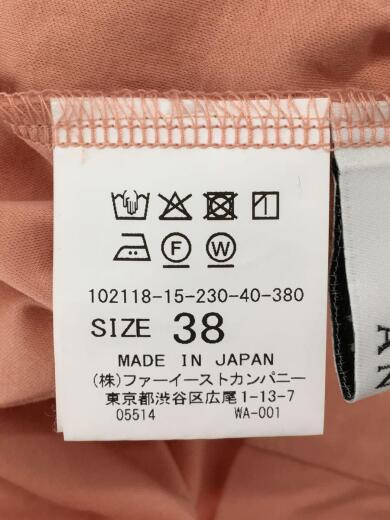 F W
102118-15-230-40-380
SIZE 38
MADE IN JAPAN
(株)ファーイーストカンパニー
東京都渋谷区広尾1-13-7
05514 WA-001
A N